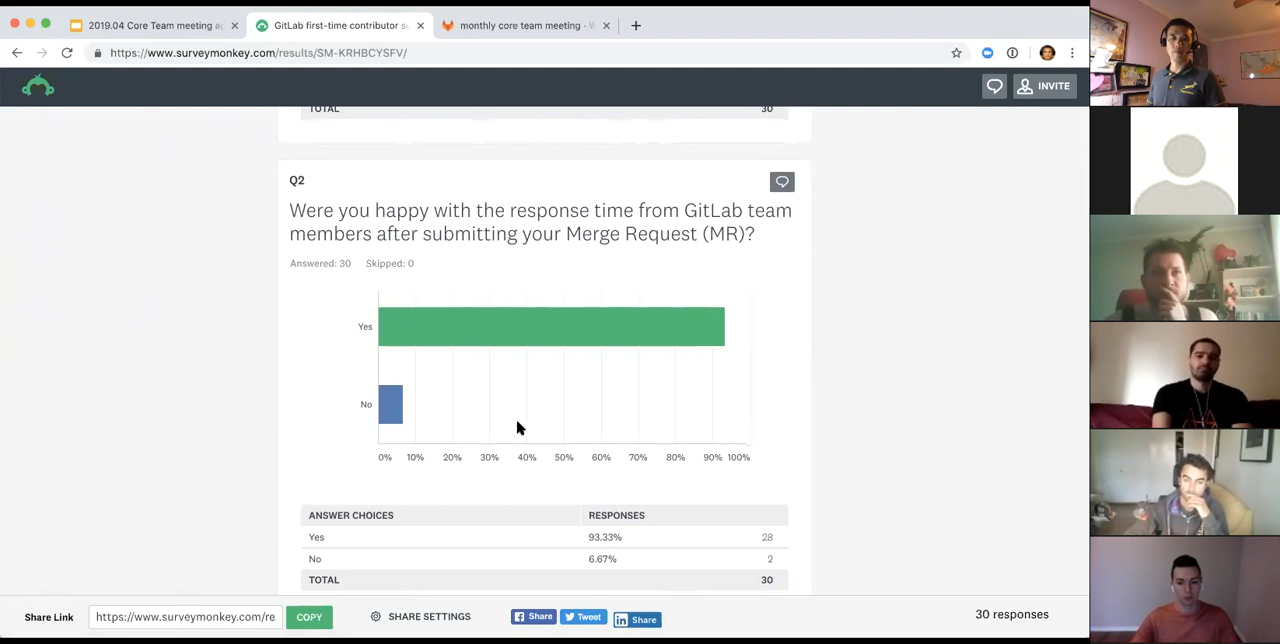 2019.04 Core Team meeting a
GitLab first-time contributor s
monthly core team meeting
https://www.surveymonkey.com/results/SM-KRHBCYSFV/
INVITE
TOTAL 30
Q2
Were you happy with the response time from GitLab team
members after submitting your Merge Request (MR)?
Answered: 30 Skipped: 0
Yes
No
0% 10% 20% 30% 40% 50% 60% 70% 80% 90% 100%
ANSWER CHOICES RESPONSES
Yes 93.33% 28
No 6.67% 2
TOTAL 30
Share Link https://www.surveymonkey.com/re COPY SHARE SETTINGS Share Tweet Share 30 responses